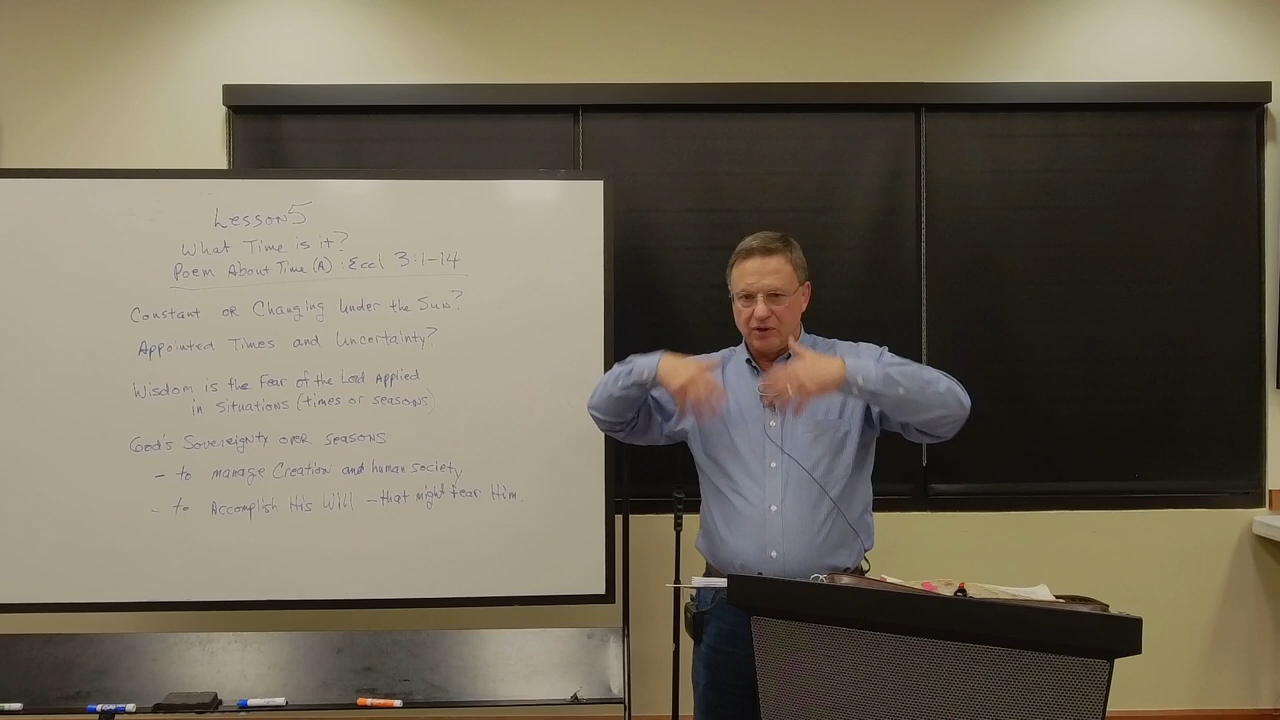 Lesson 5
What Time is it?
Poem About Time (A) : Eccl 3:1-14
Constant or Changing Under the Sun?
Appointed Times and Uncertainty?
Wisdom is the Fear of the Lord Applied
in Situations (times or seasons)
God's Sovereignty over seasons
- to manage Creation and human society
- to Accomplish His Will - that might fear Him.